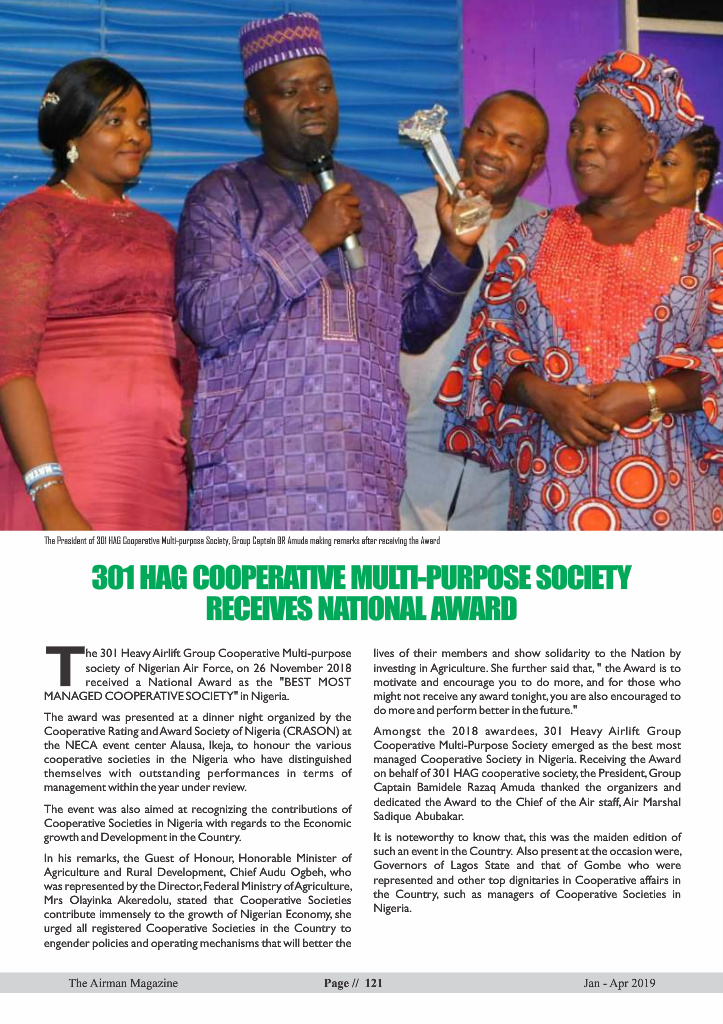 The President of 301 HAG Cooperative Multi-purpose Society, Group Captain BR Amuda making remarks after receiving the Award
301 HAG COOPERATIVE MULTI-PURPOSE SOCIETY
RECEIVES NATIONAL AWARD
The 301 Heavy Airlift Group Cooperative Multi-purpose
society of Nigerian Air Force, on 26 November 2018
received a National Award as the "BEST MOST
MANAGED COOPERATIVE SOCIETY" in Nigeria.
The award was presented at a dinner night organized by the
Cooperative Rating and Award Society of Nigeria (CRASON) at
the NECA event center Alausa, Ikeja, to honour the various
cooperative societies in the Nigeria who have distinguished
themselves with outstanding performances in terms of
management within the year under review.
The event was also aimed at recognizing the contributions of
Cooperative Societies in Nigeria with regards to the Economic
growth and Development in the Country.
In his remarks, the Guest of Honour, Honorable Minister of
Agriculture and Rural Development, Chief Audu Ogbeh, who
was represented by the Director, Federal Ministry of Agriculture,
Mrs Olayinka Akeredolu, stated that Cooperative Societies
contribute immensely to the growth of Nigerian Economy, she
urged all registered Cooperative Societies in the Country to
engender policies and operating mechanisms that will better the
lives of their members and show solidarity to the Nation by
investing in Agriculture. She further said that, " the Award is to
motivate and encourage you to do more, and for those who
might not receive any award tonight, you are also encouraged to
do more and perform better in the future."
Amongst the 2018 awardees, 301 Heavy Airlift Group
Cooperative Multi-Purpose Society emerged as the best most
managed Cooperative Society in Nigeria. Receiving the Award
on behalf of 301 HAG cooperative society, the President, Group
Captain Bamidele Razaq Amuda thanked the organizers and
dedicated the Award to the Chief of the Air staff, Air Marshal
Sadique Abubakar.
It is noteworthy to know that, this was the maiden edition of
such an event in the Country. Also present at the occasion were,
Governors of Lagos State and that of Gombe who were
represented and other top dignitaries in Cooperative affairs in
the Country, such as managers of Cooperative Societies in
Nigeria.
The Airman Magazine
Page // 121
Jan - Apr 2019